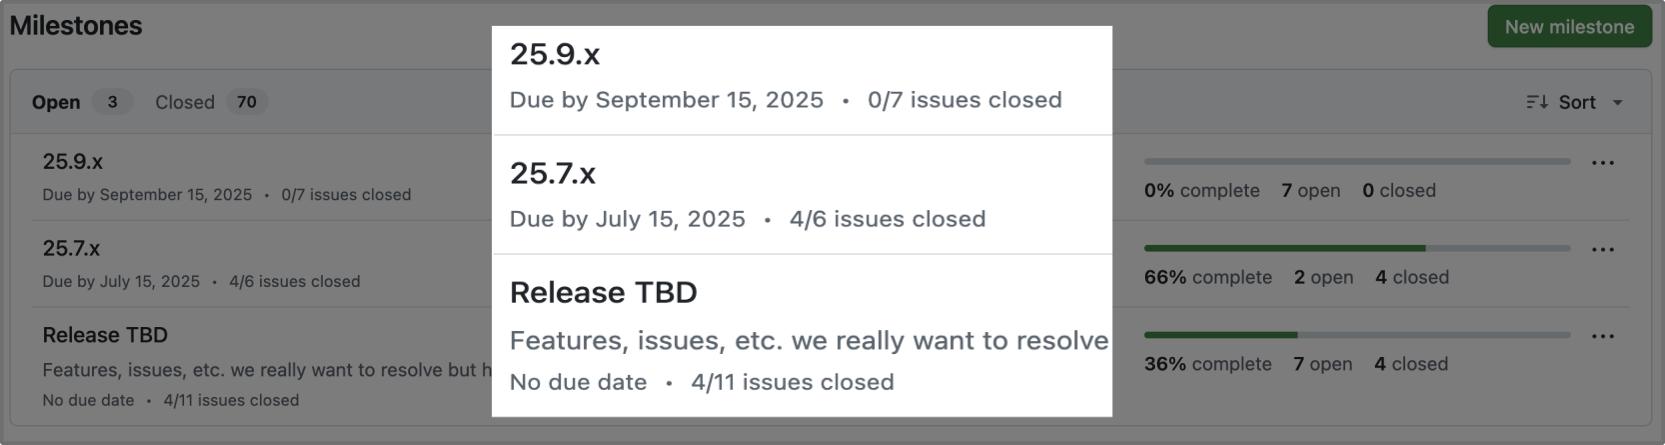 Milestones
New milestone
Open 3 Closed 70
Sort
25.9.x
Due by September 15, 2025 • 0/7 issues closed
0% complete 7 open 0 closed
25.7.x
Due by July 15, 2025 • 4/6 issues closed
66% complete 2 open 4 closed
Release TBD
Features, issues, etc. we really want to resolve but h
No due date • 4/11 issues closed
36% complete 7 open 4 closed
25.9.x
Due by September 15, 2025 • 0/7 issues closed
25.7.x
Due by July 15, 2025 • 4/6 issues closed
Release TBD
Features, issues, etc. we really want to resolve
No due date • 4/11 issues closed